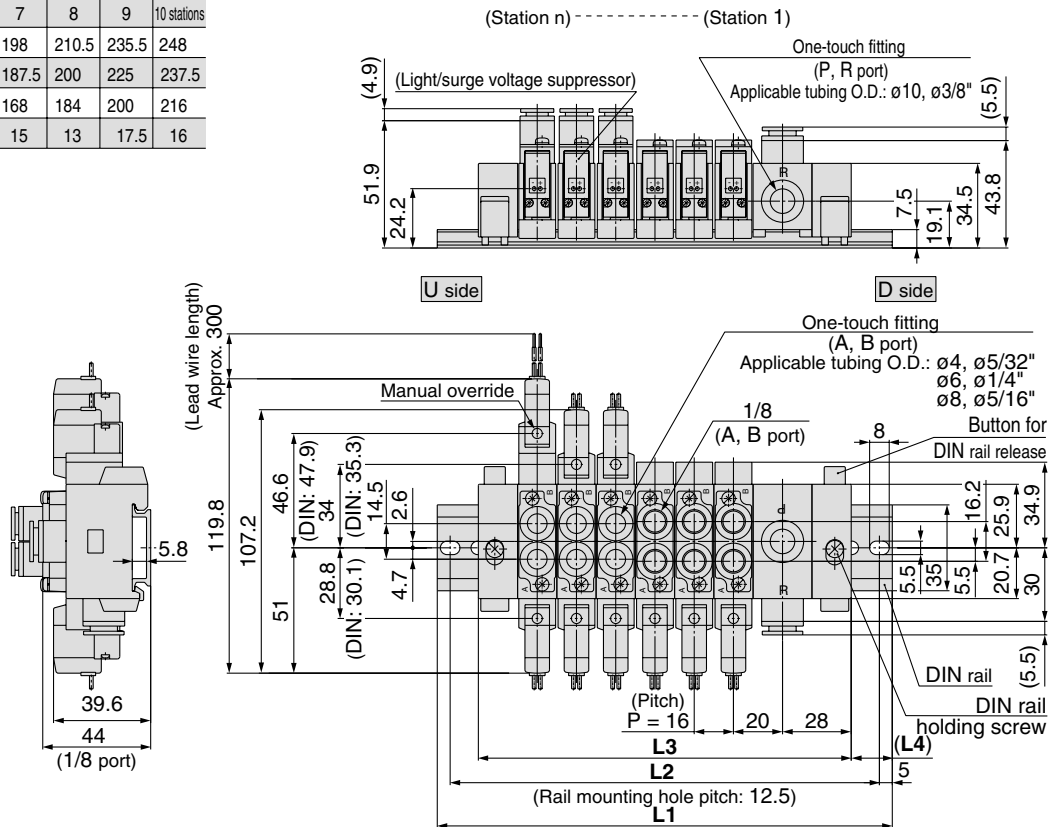 7 8 9 10 stations
198 210.5 235.5 248
187.5 200 225 237.5
168 184 200 216
15 13 17.5 16
(Station n) (Station 1)
One-touch fitting
(P, R port)
Applicable tubing O.D.: ø10, ø3/8"
(Light/surge voltage suppressor)
(4.9)
51.9
24.2
(5.5)
7.5
19.1
34.5
43.8
R
U side
D side
One-touch fitting
(A, B port)
Applicable tubing O.D.: ø4, ø5/32"
ø6, ø1/4"
ø8, ø5/16"
(Lead wire length)
Approx. 300
Manual override
1/8
(A, B port)
8
Button for
DIN rail release
119.8
107.2
46.6
(DIN: 47.9)
34
(DIN: 35.3)
14.5
2.6
4.7
28.8
(DIN: 30.1)
51
B B B B B B
A A A A A A
P
R
16.2
25.9
34.9
5.5
35
5.5
20.7
30
(5.5)
5.8
39.6
44
(1/8 port)
DIN rail
DIN rail
holding screw
(Pitch)
P = 16
20
28
L3
(L4)
L2
5
(Rail mounting hole pitch: 12.5)
L1